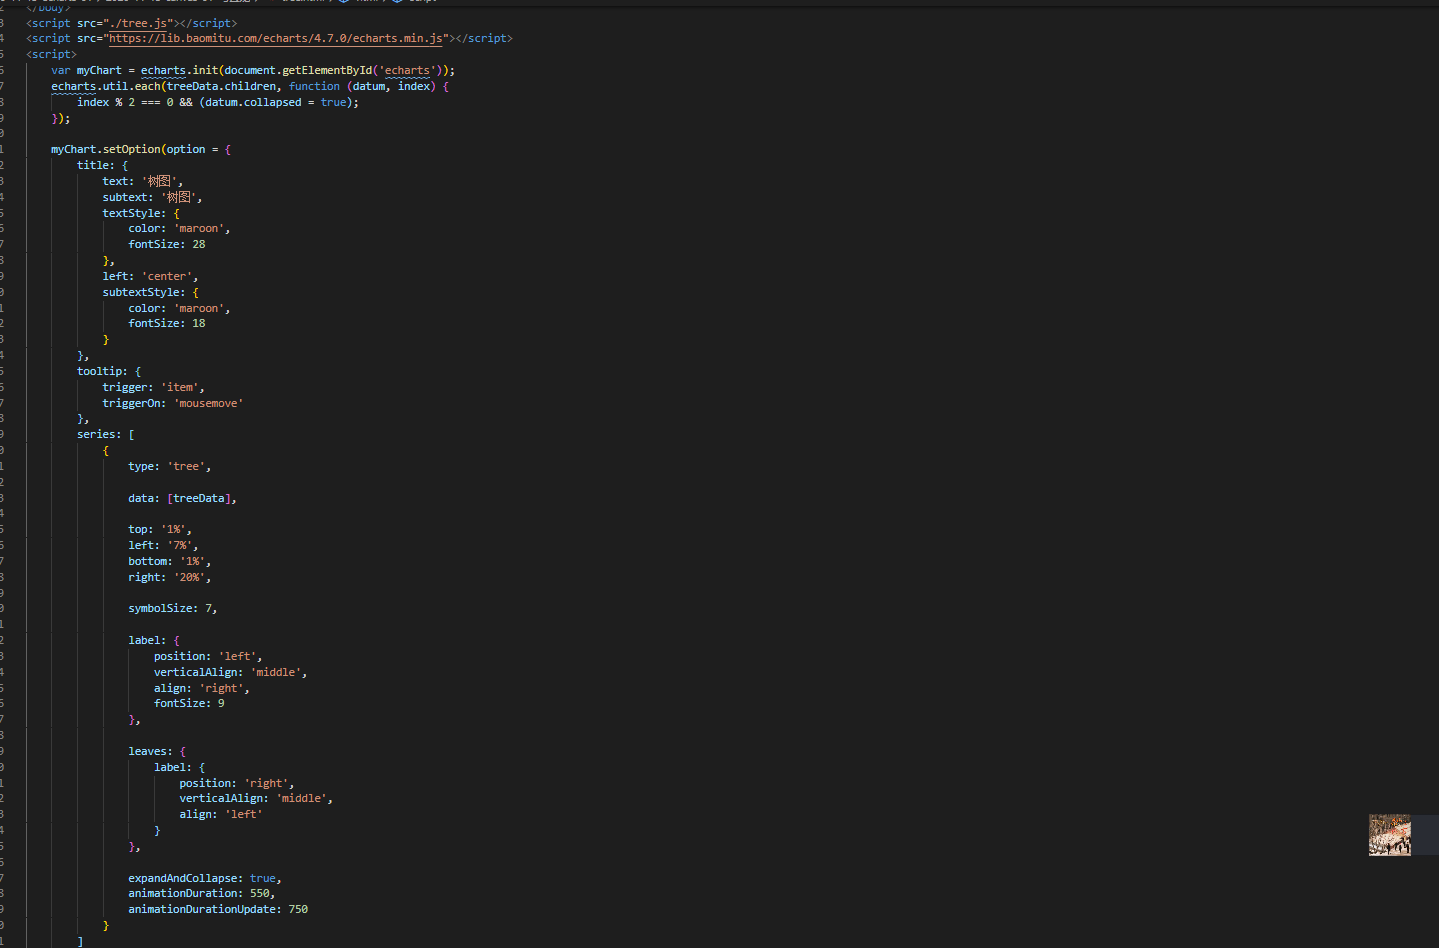 </body>
<script src="./tree.js"></script>
<script src="https://lib.baomitu.com/echarts/4.7.0/echarts.min.js"></script>
<script>
var myChart = echarts.init(document.getElementById('echarts'));
echarts.util.each(treeData.children, function (datum, index) {
index % 2 === 0 && (datum.collapsed = true);
});
myChart.setOption(option = {
title: {
text: '树图',
subtext: '树图',
textStyle: {
color: 'maroon',
fontSize: 28
},
left: 'center',
subtextStyle: {
color: 'maroon',
fontSize: 18
}
},
tooltip: {
trigger: 'item',
triggerOn: 'mousemove'
},
series: [
{
type: 'tree',
data: [treeData],
top: '1%',
left: '7%',
bottom: '1%',
right: '20%',
symbolSize: 7,
label: {
position: 'left',
verticalAlign: 'middle',
align: 'right',
fontSize: 9
},
leaves: {
label: {
position: 'right',
verticalAlign: 'middle',
align: 'left'
}
},
expandAndCollapse: true,
animationDuration: 550,
animationDurationUpdate: 750
}
]